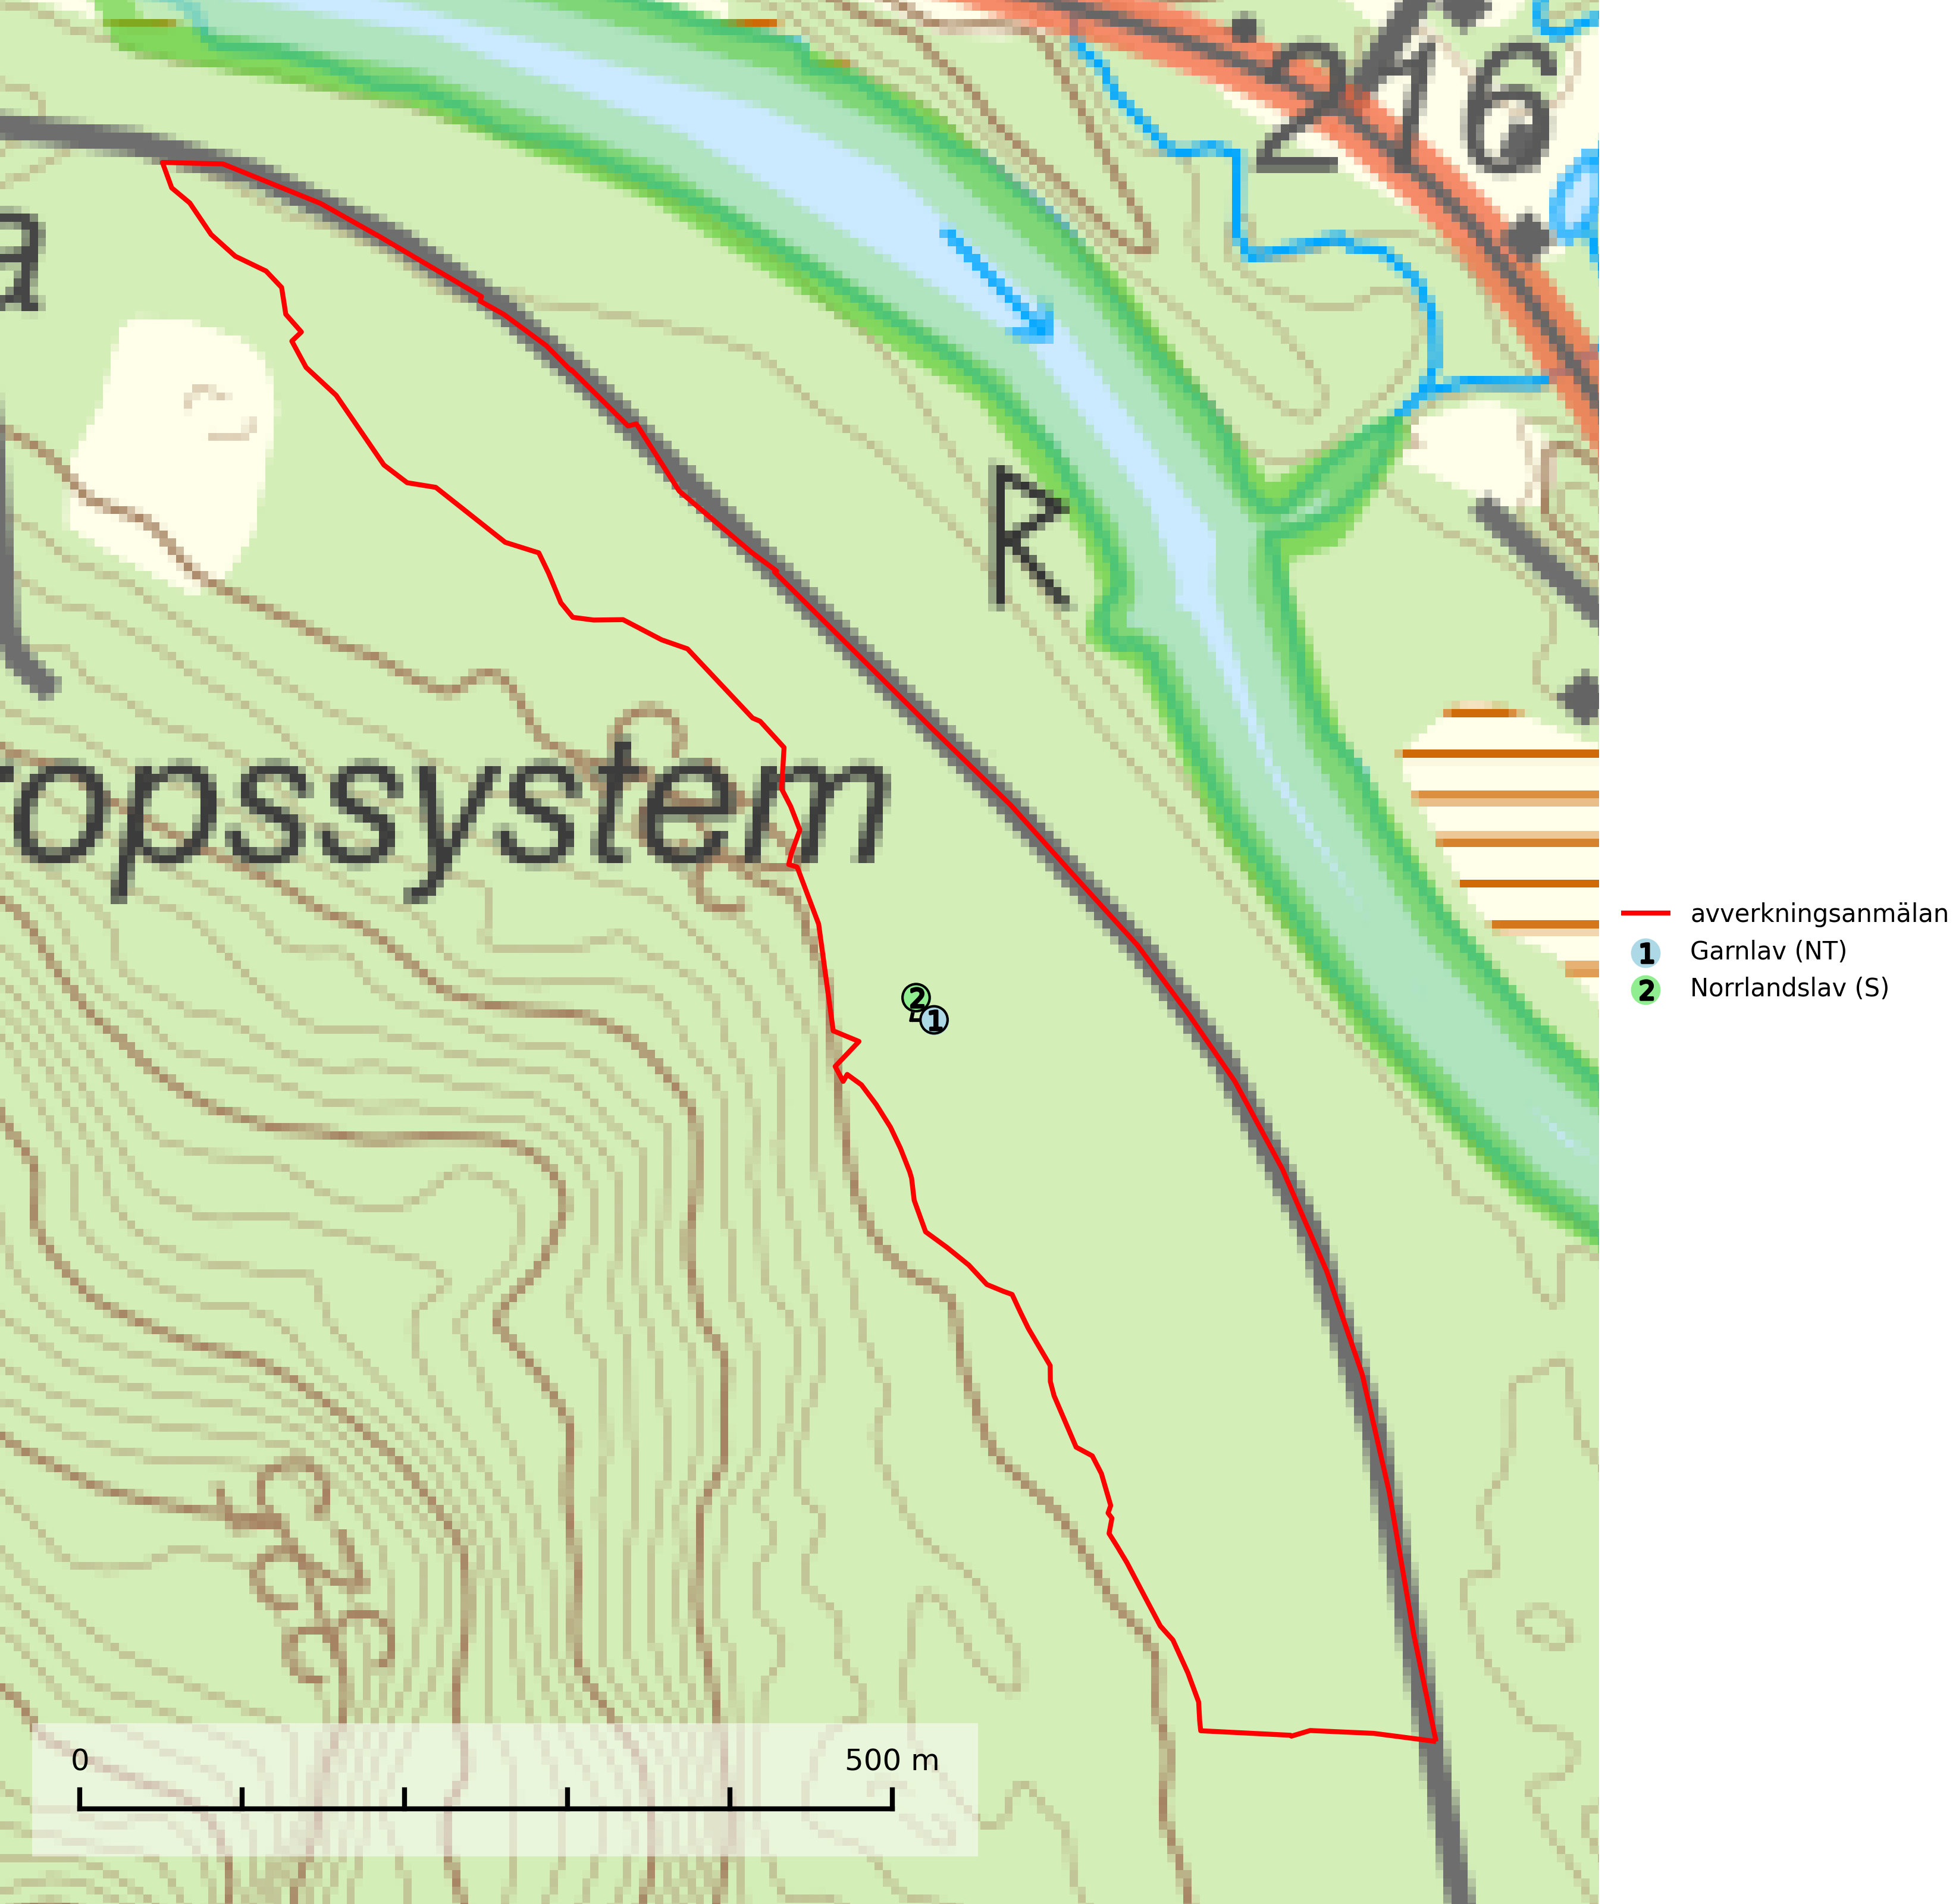 216
a
R
opssystem
2
1
0 500 m
avverkningsanmälan
1 Garnlav (NT)
2 Norrlandslav (S)